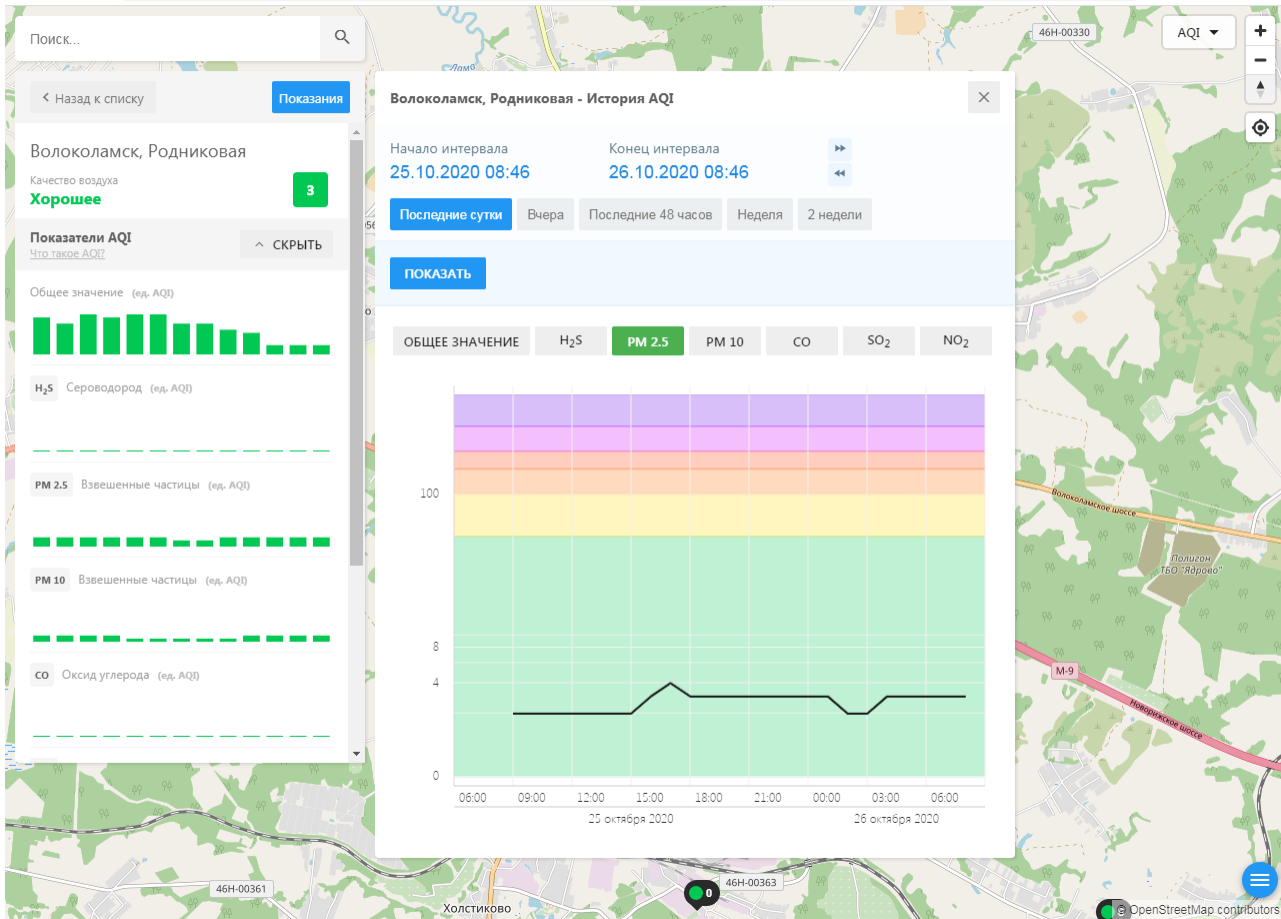 Поиск...
46Н-00330
AQI
Лама
Назад к списку
Показания
Волоколамск, Родниковая - История AQI
Волоколамск, Родниковая
Качество воздуха
Хорошее
3
Начало интервала
Конец интервала
25.10.2020 08:46
26.10.2020 08:46
Последние сутки
Вчера
Последние 48 часов
Неделя
2 недели
Показатели AQI
Что такое AQI?
СКРЫТЬ
ПОКАЗАТЬ
Общее значение (ед. AQI)
ОБЩЕЕ ЗНАЧЕНИЕ
H2S
PM 2.5
PM 10
CO
SO2
NO2
H2S Сероводород (ед. AQI)
PM 2.5 Взвешенные частицы (ед. AQI)
PM 10 Взвешенные частицы (ед. AQI)
CO Оксид углерода (ед. AQI)
100
8
4
0
06:00 09:00 12:00 15:00 18:00 21:00 00:00 03:00 06:00
25 октября 2020
26 октября 2020
Волоколамское шоссе
Полигон
ТБО "Ядрово"
М-9
Новорижское шоссе
46Н-00361
46Н-00363
0
Холстиково
© OpenStreetMap contributors